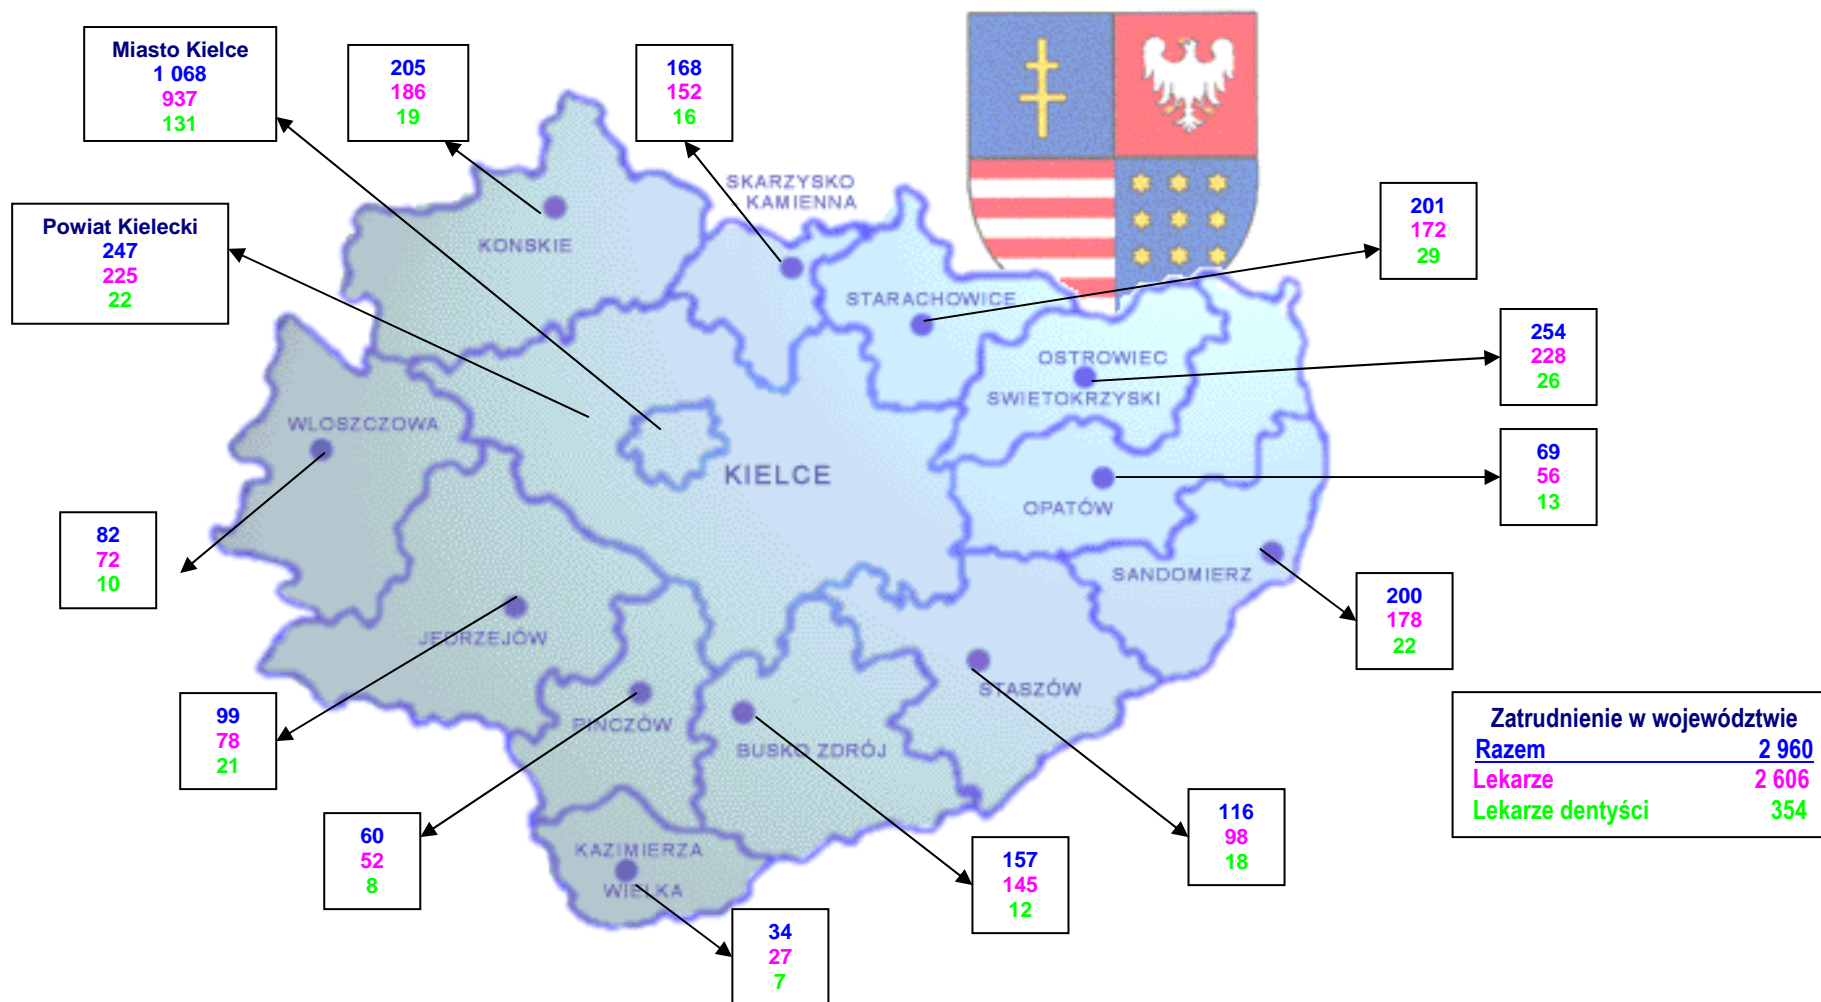 Miasto Kielce
1 068
937
131
205
186
19
168
152
16
SKARZYSKO
- KAMIENNA
201
172
29
Powiat Kielecki
247
225
22
KONSKIE
STARACHOWICE
254
228
26
OSTROWIEC
SWIETOKRZYSKI
WLOSZCZOWA
KIELCE
69
56
13
OPATÓW
82
72
10
SANDOMIERZ
200
178
22
JEDRZEJÓW
STASZÓW
99
78
21
PINCZÓW
BUSKO ZDRÓJ
Zatrudnienie w województwie
Razem 2 960
Lekarze 2 606
Lekarze dentyści 354
60
52
8
KAZIMIERZA
WIELKA
157
145
12
116
98
18
34
27
7